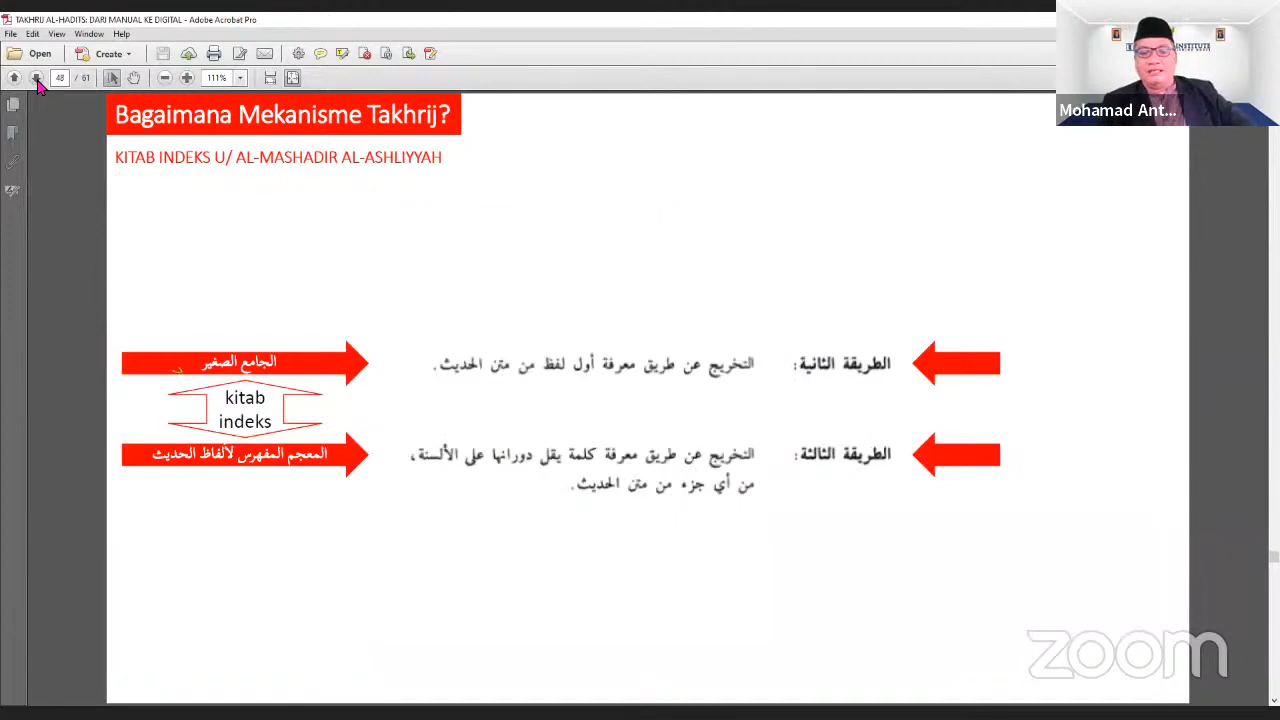 TAKHRIJ AL-HADITS: DARI MANUAL KE DIGITAL - Adobe Acrobat Pro
File Edit View Window Help
Open Create
48 / 61 111%
Mohamad Ant...
INSTITUTE
Bagaimana Mekanisme Takhrij?
KITAB INDEKS U/ AL-MASHADIR AL-ASHLIYYAH
الطريقة الثانية: التخريج عن طريق معرفة أول لفظ من متن الحديث.
الجامع الصغير
kitab
indeks
الطريقة الثالثة: التخريج عن طريق معرفة كلمة يقل دورانها على الألسنة،
من أي جزء من متن الحديث.
المعجم المفهرس لألفاظ الحديث
zoom